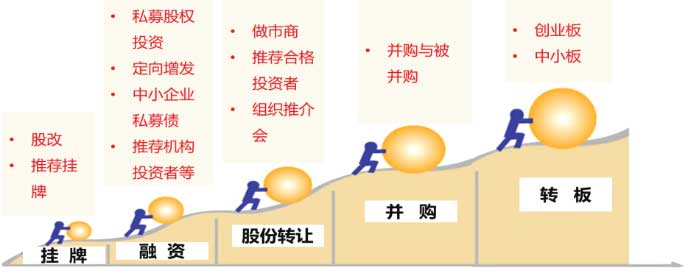 股改
推荐挂
牌
私募股权
投资
定向增发
中小企业
私募债
推荐机构
投资者等
做市商
推荐合格
投资者
组织推介
会
并购与被
并购
创业板
中小板
挂 牌
融 资
股份转让
并 购
转 板